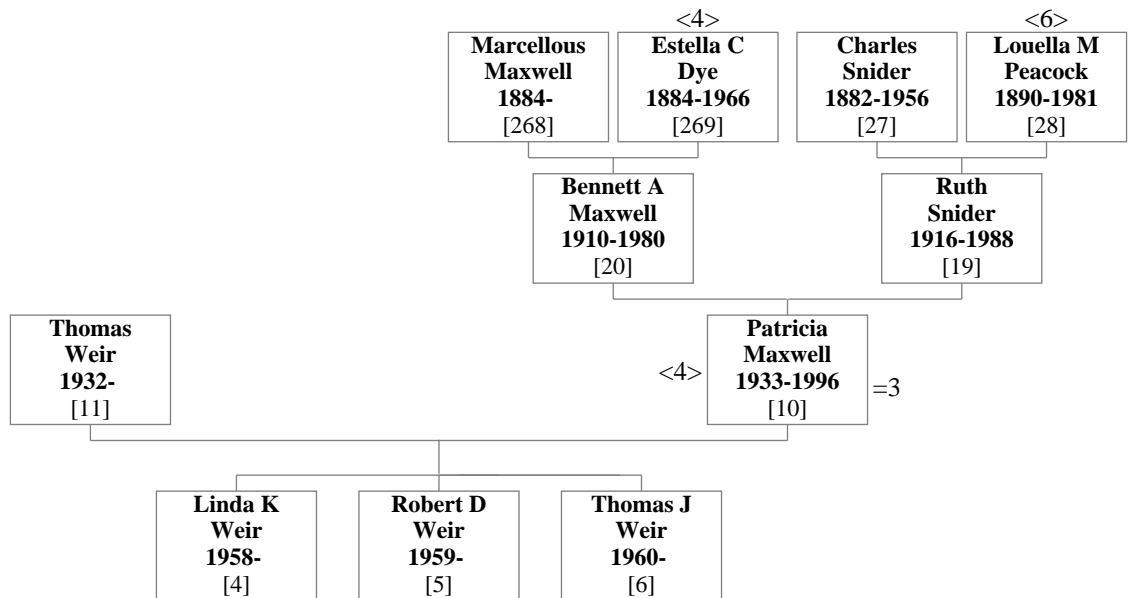 <4>
<6>
Marcellous
Maxwell
1884-
[268]
Estella C
Dye
1884-1966
[269]
Charles
Snider
1882-1956
[27]
Louella M
Peacock
1890-1981
[28]
Bennett A
Maxwell
1910-1980
[20]
Ruth
Snider
1916-1988
[19]
Thomas
Weir
1932-
[11]
<4>
Patricia
Maxwell
1933-1996
[10]
=3
Linda K
Weir
1958-
[4]
Robert D
Weir
1959-
[5]
Thomas J
Weir
1960-
[6]